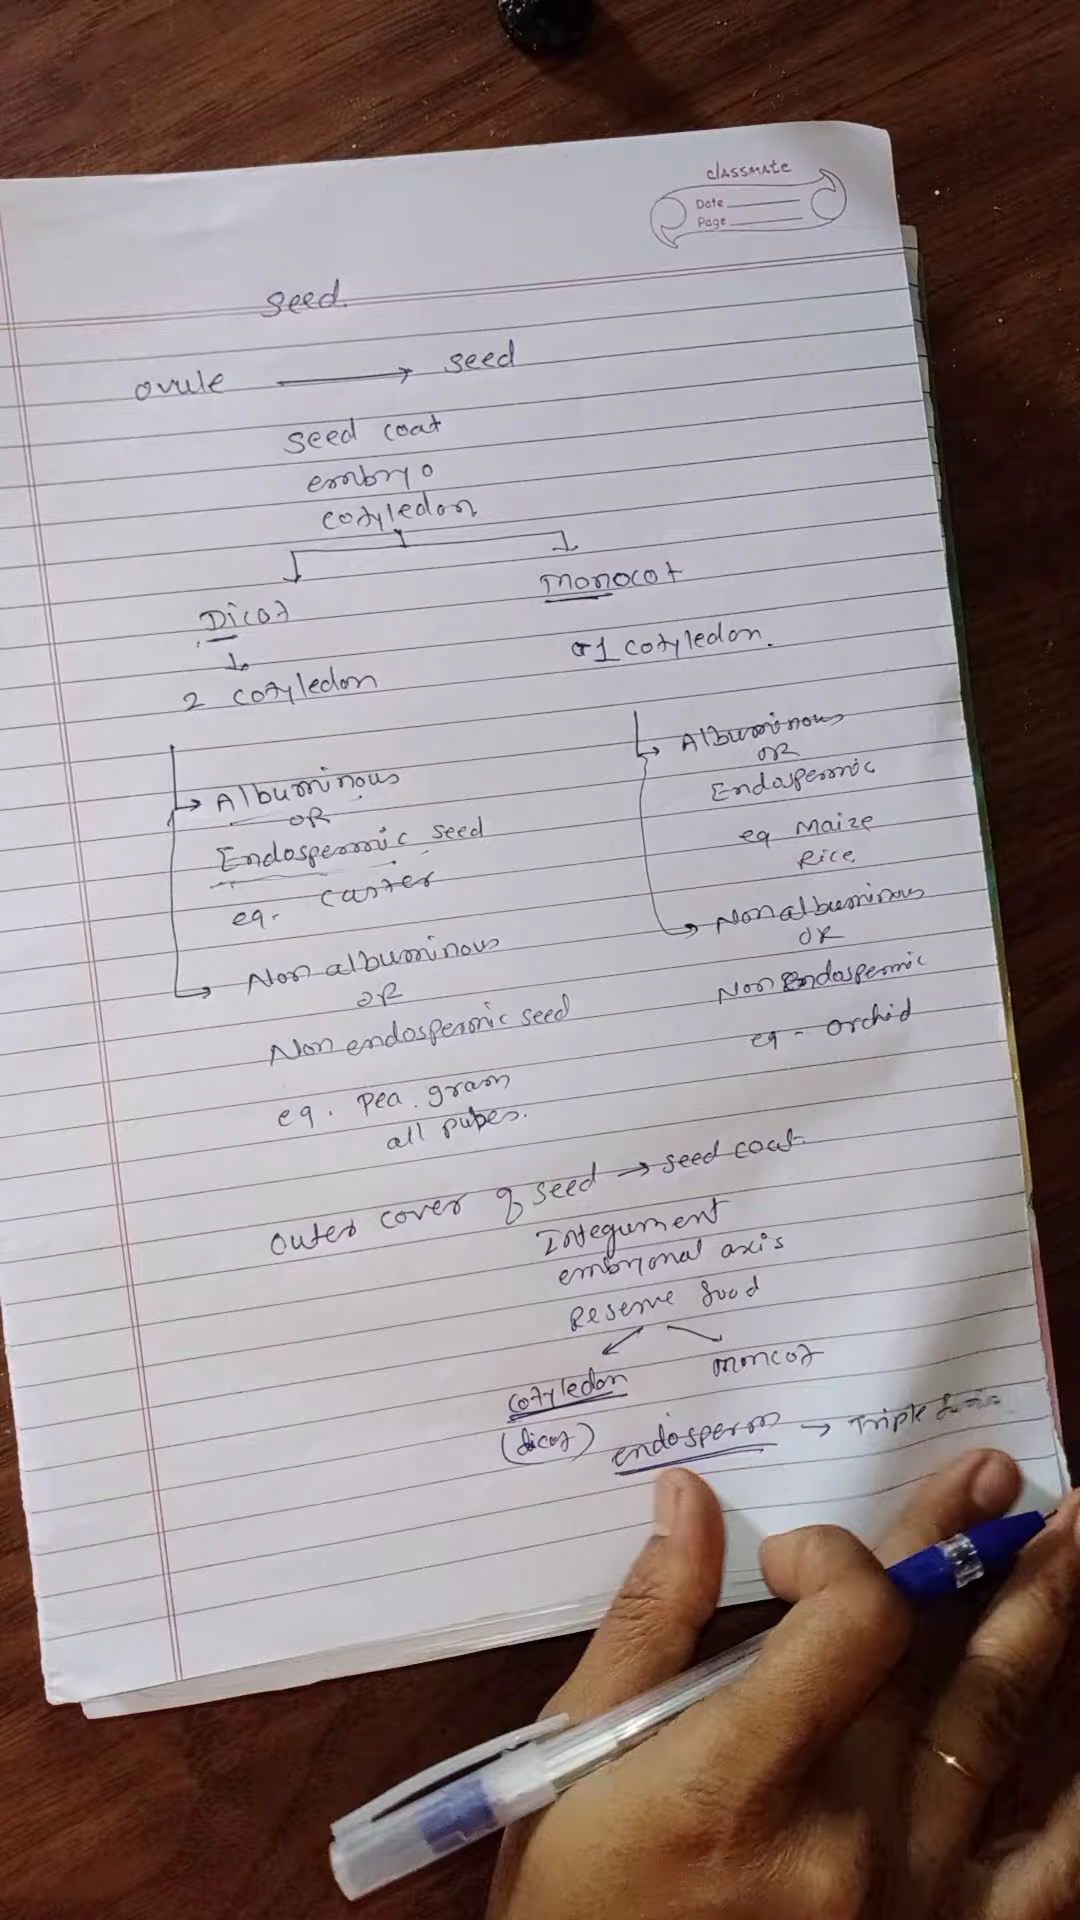 classmate
Date
Page
seed.
ovule → seed
seed coat
embryo
cotyledon
Dicot
Monocot
2 cotyledon
1 cotyledon.
Albuminous
OR
Endospermic seed
eg. caster
Non albuminous
OR
Non endospermic seed
eg. pea. gram
all pulses.
Albuminous
OR
Endospermic
eg Maize
Rice
Non albuminous
OR
Non Endospermic
eg - orchid
outer cover of seed → seed coat
Integument
embryonal axis
Reserve food
cotyledon
(dicot)
moncot
endosperm → Triple